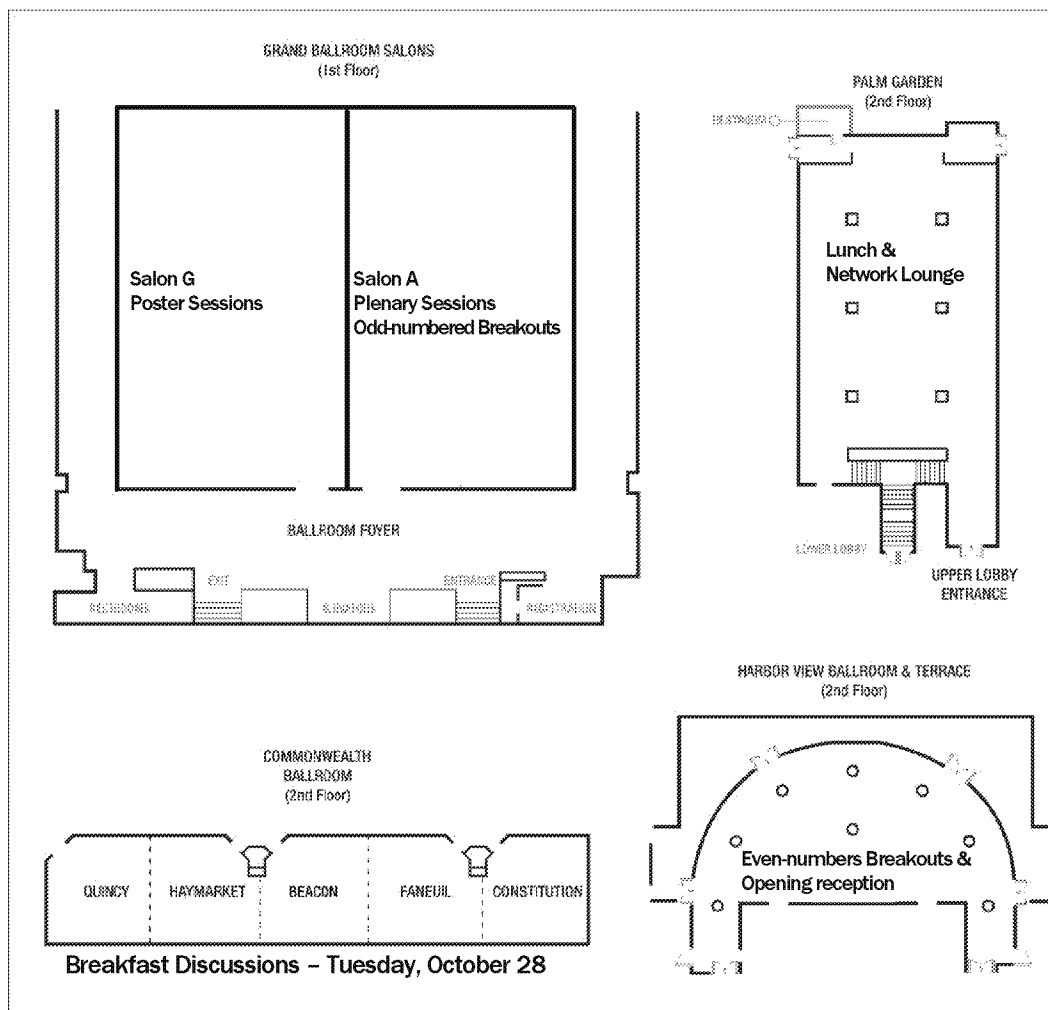 GRAND BALLROOM SALONS
(1st Floor)
Salon G
Poster Sessions
Salon A
Plenary Sessions
Odd-numbered Breakouts
BALLROOM FOYER
EXIT
ENTRANCE
RESTROOMS
ELEVATORS
REGISTRATION
PALM GARDEN
(2nd Floor)
Lunch &
Network Lounge
LOWER LOBBY
UPPER LOBBY
ENTRANCE
COMMONWEALTH
BALLROOM
(2nd Floor)
QUINCY
HAYMARKET
BEACON
FANEUIL
CONSTITUTION
Breakfast Discussions – Tuesday, October 28
HARBOR VIEW BALLROOM & TERRACE
(2nd Floor)
Even-numbers Breakouts &
Opening reception